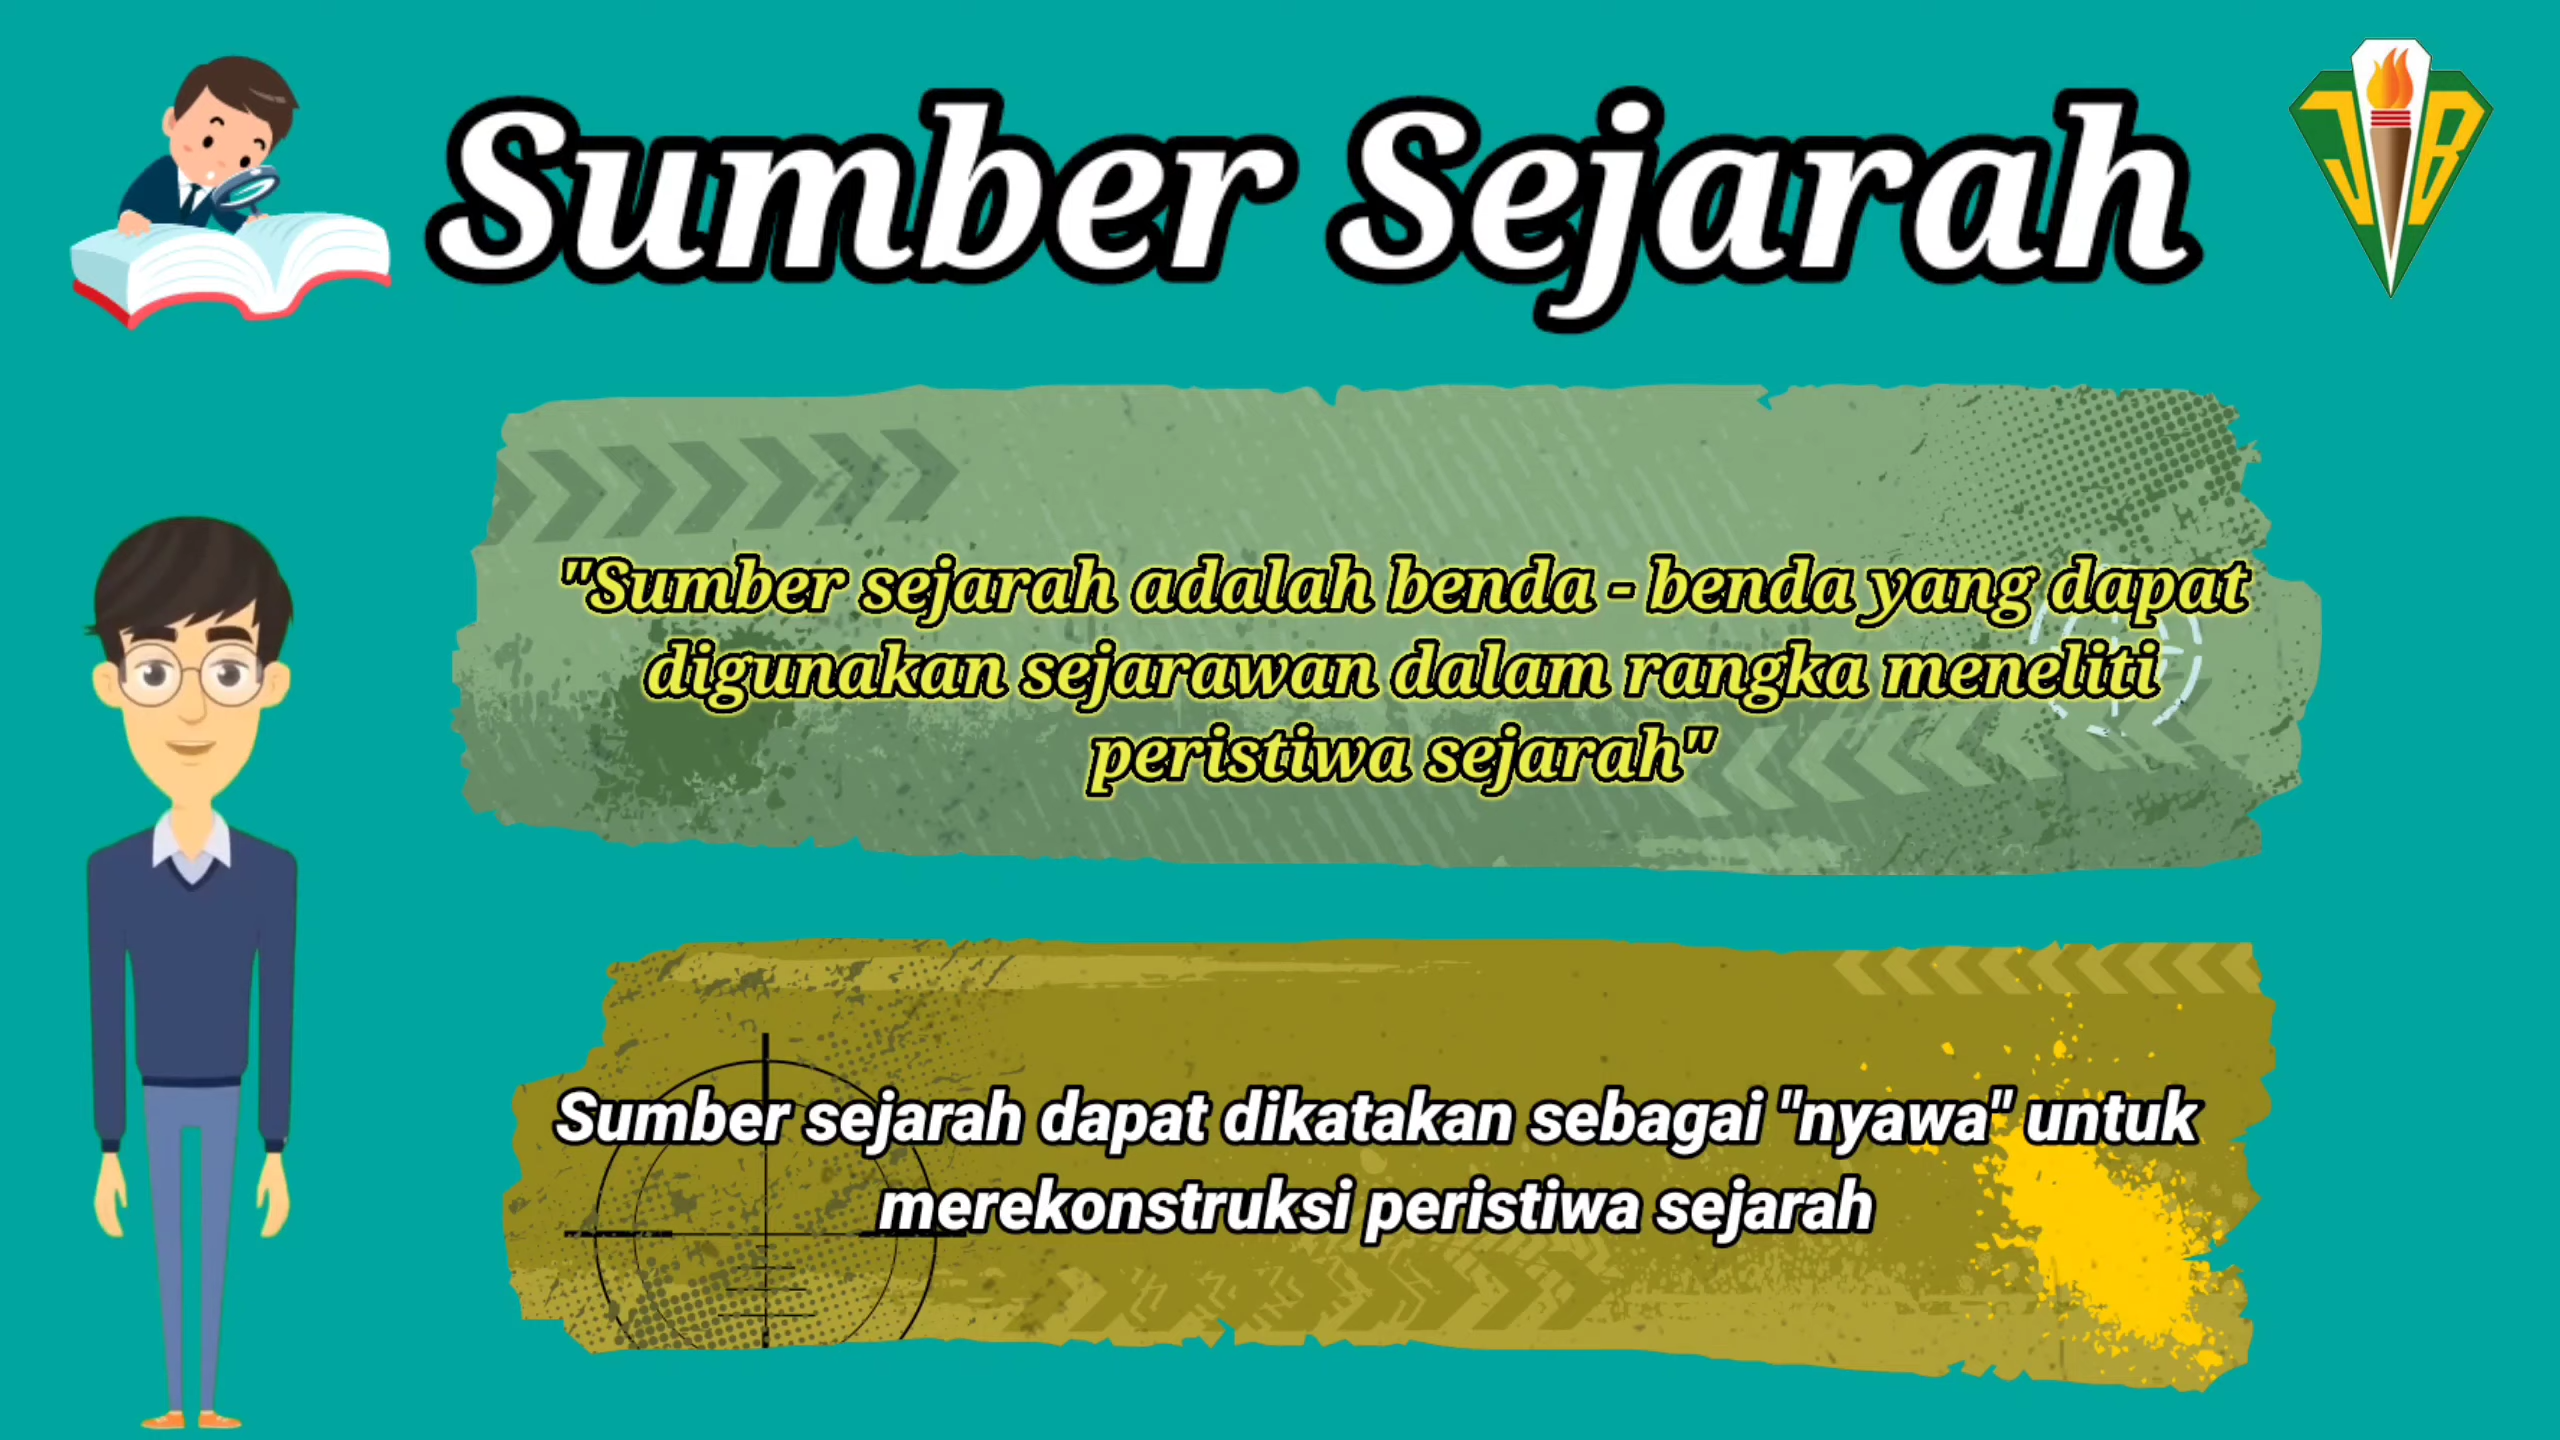 Sumber Sejarah
JB
"Sumber sejarah adalah benda - benda yang dapat
digunakan sejarawan dalam rangka meneliti
peristiwa sejarah"
Sumber sejarah dapat dikatakan sebagai "nyawa" untuk
merekonstruksi peristiwa sejarah